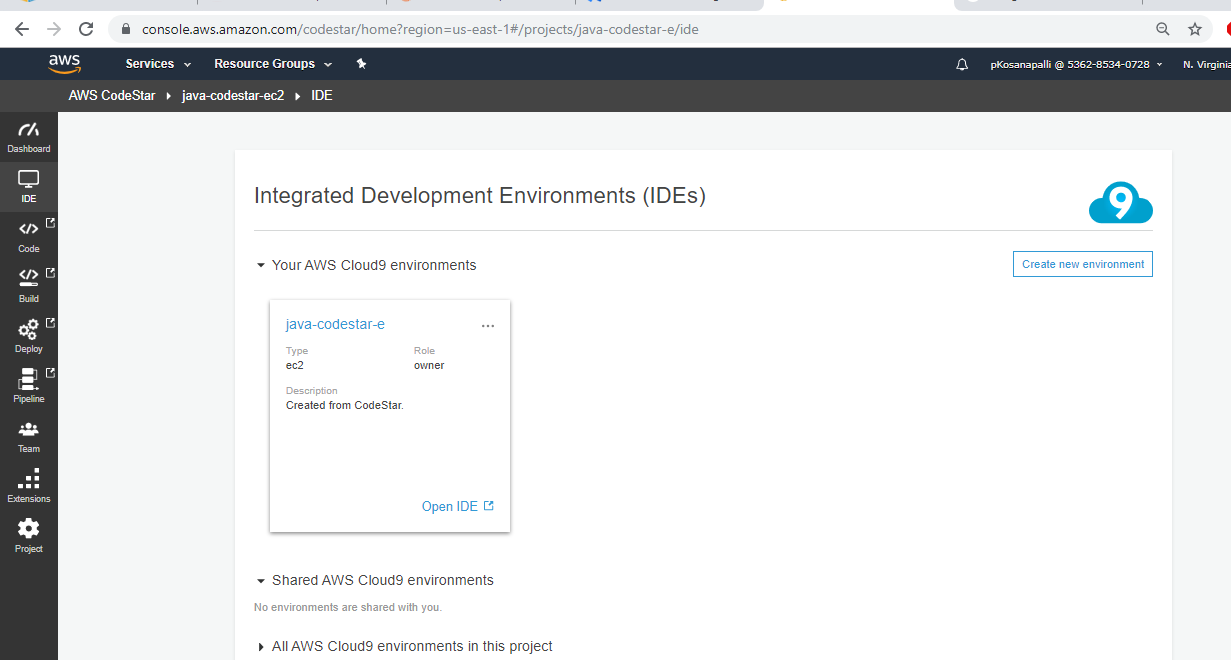 console.aws.amazon.com/codestar/home?region=us-east-1#/projects/java-codestar-e/ide
aws Services Resource Groups pKosanapalli @ 5362-8534-0728 N. Virginia
AWS CodeStar java-codestar-ec2 IDE
Dashboard
IDE
Code
Build
Deploy
Pipeline
Team
Extensions
Project
Integrated Development Environments (IDEs)
9
Your AWS Cloud9 environments
Create new environment
java-codestar-e
Type Role
ec2 owner
Description
Created from CodeStar.
Open IDE
Shared AWS Cloud9 environments
No environments are shared with you.
All AWS Cloud9 environments in this project